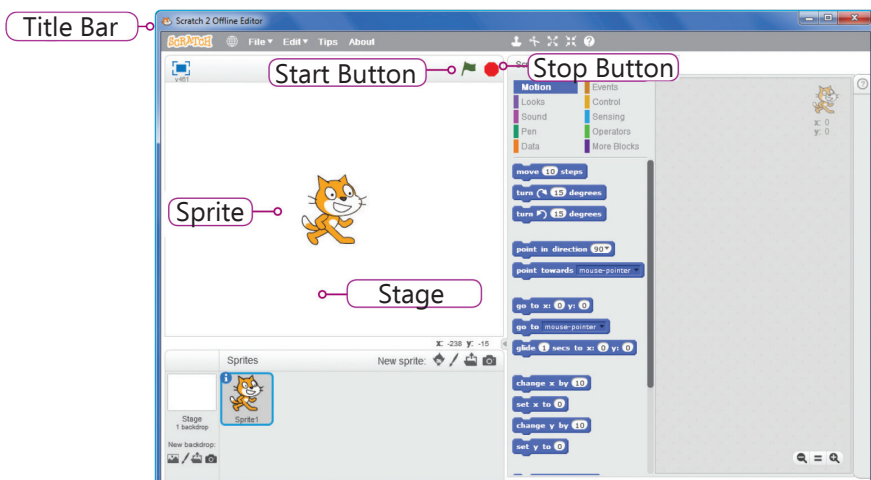 Title Bar
Scratch 2 Offline Editor
SCRATCH File Edit Tips About
v461
Start Button
Stop Button
Sc
Motion Events
Looks Control
Sound Sensing
Pen Operators
Data More Blocks
x: 0
y: 0
move 10 steps
turn 15 degrees
turn 15 degrees
Sprite
point in direction 90
point towards mouse-pointer
Stage
go to x: 0 y: 0
go to mouse-pointer
glide 1 secs to x: 0 y: 0
X: -238 Y: -15
Sprites New sprite:
change x by 10
set x to 0
change y by 10
set y to 0
Stage
1 backdrop
Sprite1
New backdrop: